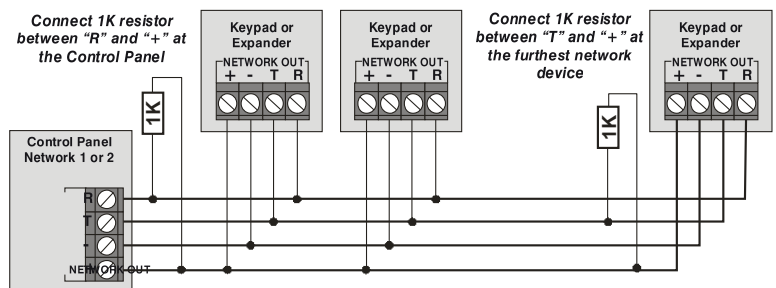 Connect 1K resistor
between “R” and “+” at
the Control Panel
1K
Keypad or
Expander
NETWORK OUT
+ - T R
Keypad or
Expander
NETWORK OUT
+ - T R
Connect 1K resistor
between “T” and “+” at
the furthest network
device
1K
Keypad or
Expander
NETWORK OUT
+ - T R
Control Panel
Network 1 or 2
R
T
-
+
NETWORK OUT